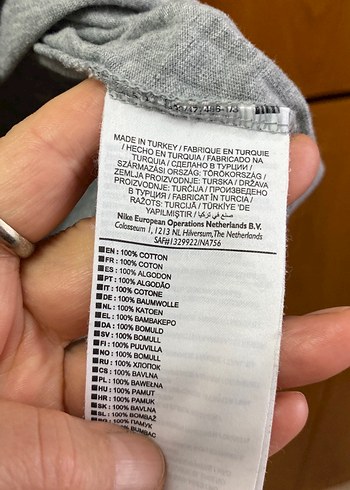 MADE IN TURKEY / FABRIQUE EN TURQUIE
/ HECHO EN TURQUIA / FABRICADO NA
TURQUIA / СДЕЛАНО В ТУРЦИИ /
SZÁRMAZÁSI ORSZÁG: TÖRÖKORSZÁG /
ZEMLJA PROIZVODNJE: TURSKA / DRŽAVA
PROIZVODNJE: TURČIJA / ПРОИЗВЕДЕНО
В ТУРЦИЯ / FABRICAT ÎN TURCIA /
RAŽOTS: TURCIJĀ / TÜRKİYE 'DE
YAPILMIŞTIR / صنع في تركيا
Nike European Operations Netherlands B.V.
Colosseum 1, 1213 NL Hilversum, The Netherlands
SAF#1329922/NA756
EN: 100% COTTON
FR: 100% COTON
ES: 100% ALGODON
PT: 100% ALGODÃO
IT: 100% COTONE
DE: 100% BAUMWOLLE
NL: 100% KATOEN
EL: 100% ΒΑΜΒΑΚΕΡΟ
DA: 100% BOMULD
SV: 100% BOMULL
FI: 100% PUUVILLA
NO: 100% BOMULL
RU: 100% ХЛОПОК
CS: 100% BAVLNA
PL: 100% BAWEŁNA
HU: 100% PAMUT
HR: 100% PAMUK
SK: 100% BAVLNA
SL: 100% BOMBAŽ
ПАМУК
BUMBAC